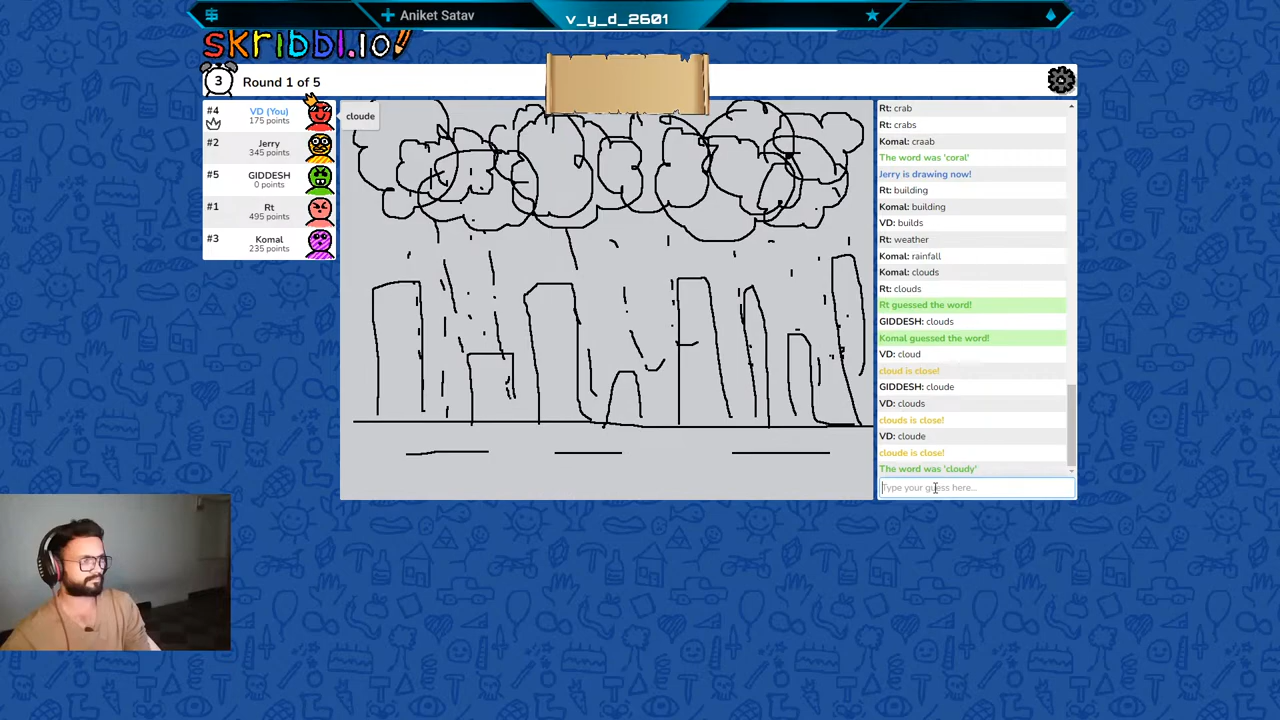 Aniket Satav
v_y_d_2601
skribbl.io
3
Round 1 of 5
#4
VD (You)
175 points
#2
Jerry
345 points
#5
GIDDESH
0 points
#1
Rt
495 points
#3
Komal
235 points
cloude
Rt: crab
Rt: crabs
Komal: craab
The word was 'coral'
Jerry is drawing now!
Rt: building
Komal: building
VD: builds
Rt: weather
Komal: rainfall
Komal: clouds
Rt: clouds
Rt guessed the word!
GIDDESH: clouds
Komal guessed the word!
VD: cloud
cloud is close!
GIDDESH: cloude
VD: clouds
clouds is close!
VD: cloude
cloude is close!
The word was 'cloudy'
Type your guess here...